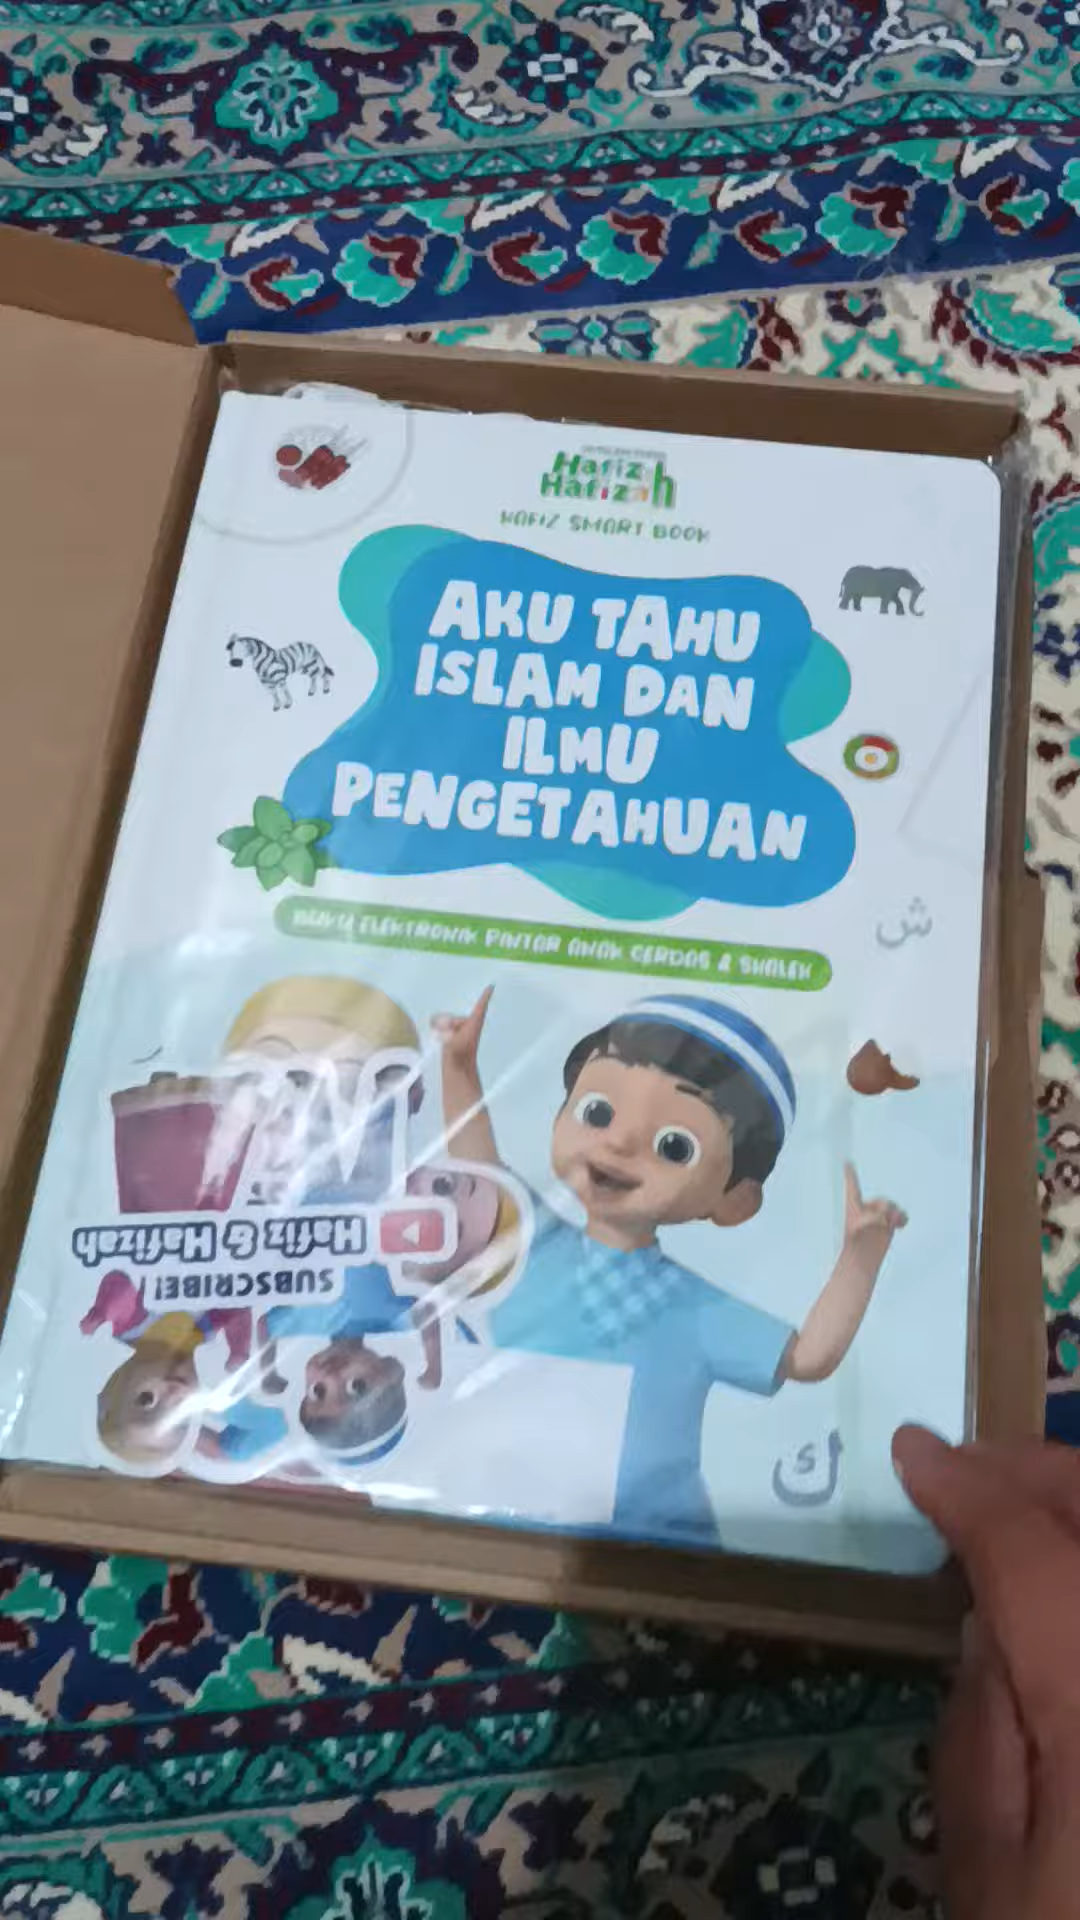 Hafiz
Hafizah
HAFIZ SMART BOOK
AKU TAHU
ISLAM DAN
ILMU
PENGETAHUAN
BUKU ELEKTRONIK PINTAR ANAK CERDAS & SHALEH
ش
SUBSCRIBE!
Hafiz & Hafizah
ك